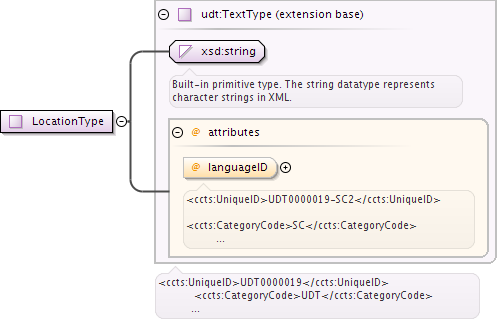 udt:TextType (extension base)
xsd:string
Built-in primitive type. The string datatype represents
character strings in XML.
LocationType
@ attributes
@ languageID
<ccts:UniqueID>UDT0000019-SC2</ccts:UniqueID>
<ccts:CategoryCode>SC</ccts:CategoryCode>
...
<ccts:UniqueID>UDT0000019</ccts:UniqueID>
<ccts:CategoryCode>UDT</ccts:CategoryCode>
...